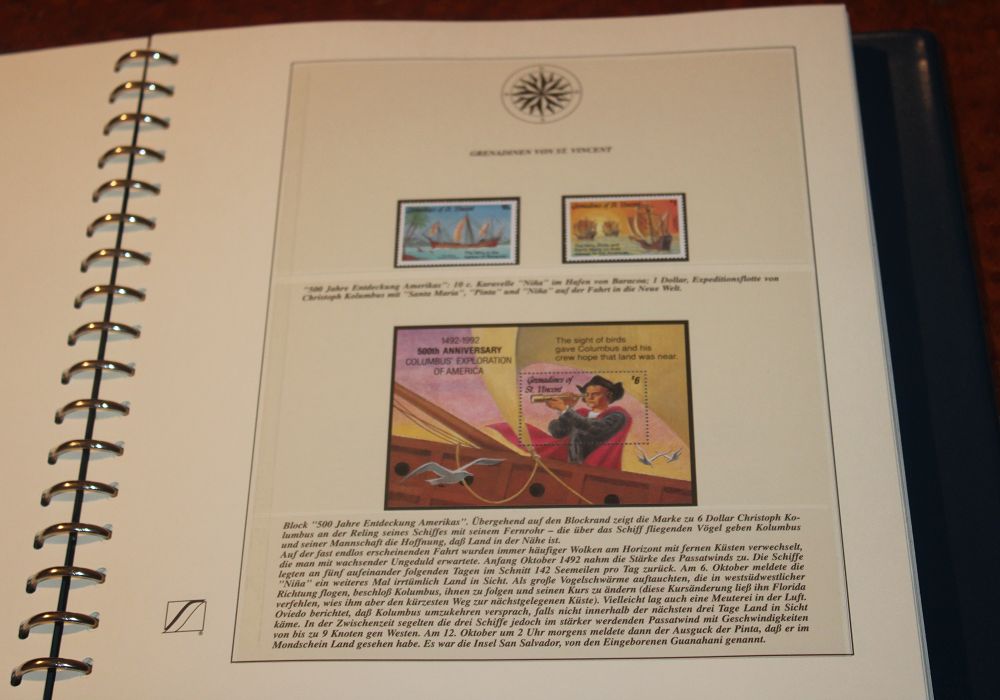 GRENADINEN VON ST. VINCENT
Grenadines of St. Vincent
Grenadines of St. Vincent
"500 Jahre Entdeckung Amerikas": 10 c. Karavelle "Niña" im Hafen von Baracoa; 1 Dollar, Expeditionsflotte von
Christoph Kolumbus mit "Santa Maria", "Pinta" und "Niña" auf der Fahrt in die Neue Welt.
1492-1992
500th ANNIVERSARY
COLUMBUS' EXPLORATION
OF AMERICA
The sight of birds
gave Columbus and his
crew hope that land was near.
Grenadines of
St. Vincent
$6
Block "500 Jahre Entdeckung Amerikas". Übergehend auf den Blockrand zeigt die Marke zu 6 Dollar Christoph Ko-
lumbus an der Reling seines Schiffes mit seinem Fernrohr – die über das Schiff fliegenden Vögel geben Kolumbus
und seiner Mannschaft die Hoffnung, daß Land in der Nähe ist.
Auf der fast endlos erscheinenden Fahrt wurden immer häufiger Wolken am Horizont mit fernen Küsten verwechselt,
die man mit wachsender Ungeduld erwartete. Anfang Oktober 1492 nahm die Stärke des Passatwinds zu. Die Schiffe
legten an fünf aufeinander folgenden Tagen im Schnitt 142 Seemeilen pro Tag zurück. Am 6. Oktober meldete die
"Niña" ein weiteres Mal irrtümlich Land in Sicht. Als große Vogelschwärme auftauchten, die in westsüdwestlicher
Richtung flogen, beschloß Kolumbus, ihnen zu folgen und seinen Kurs zu ändern (diese Kursänderung ließ ihn Florida
verfehlen, wies ihm aber den kürzesten Weg zur nächstgelegenen Küste). Vielleicht lag auch eine Meuterei in der Luft.
Oviedo berichtet, daß Kolumbus umzukehren versprach, falls nicht innerhalb der nächsten drei Tage Land in Sicht
käme. In der Zwischenzeit segelten die drei Schiffe jedoch im stärker werdenden Passatwind mit Geschwindigkeiten
von bis zu 9 Knoten gen Westen. Am 12. Oktober um 2 Uhr morgens meldete dann der Ausguck der Pinta, daß er im
Mondschein Land gesehen habe. Es war die Insel San Salvador, von den Eingeborenen Guanahani genannt.